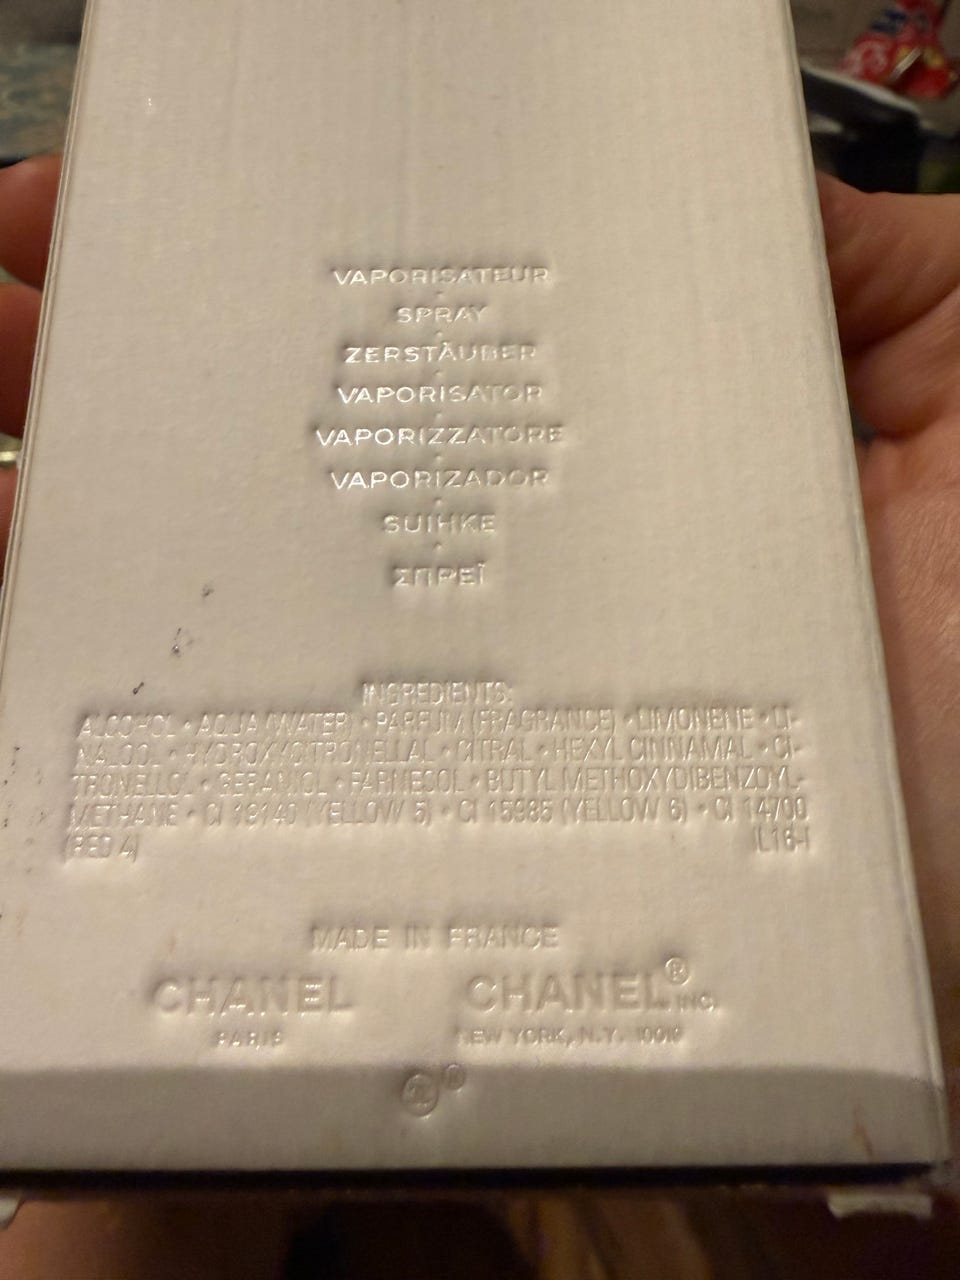 VAPORISATEUR
SPRAY
ZERSTÄUBER
VAPORISATOR
VAPORIZZATORE
VAPORIZADOR
SUIHKE
ΣΠΡΕΪ
INGREDIENTS:
ALCOHOL • AQUA (WATER) • PARFUM (FRAGRANCE) • LIMONENE • LI-
NALOOL • HYDROXYCITRONELLAL • CITRAL • HEXYL CINNAMAL • CI-
TRONELLOL • GERANIOL • FARNESOL • BUTYL METHOXYDIBENZOYL-
METHANE • CI 19140 (YELLOW 5) • CI 15985 (YELLOW 6) • CI 14700
(RED 4)
MADE IN FRANCE
CHANEL CHANEL® INC.
PARIS NEW YORK, N.Y. 10019